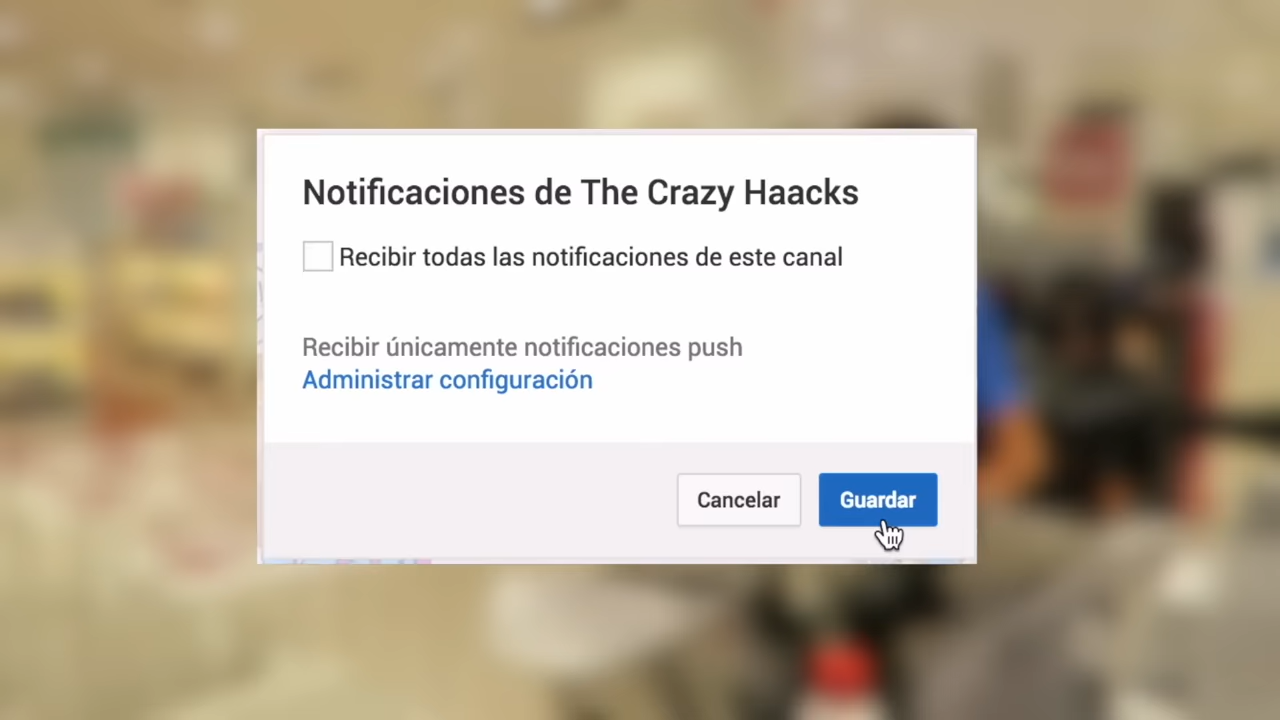 Notificaciones de The Crazy Haacks
Recibir todas las notificaciones de este canal
Recibir únicamente notificaciones push
Administrar configuración
Cancelar Guardar